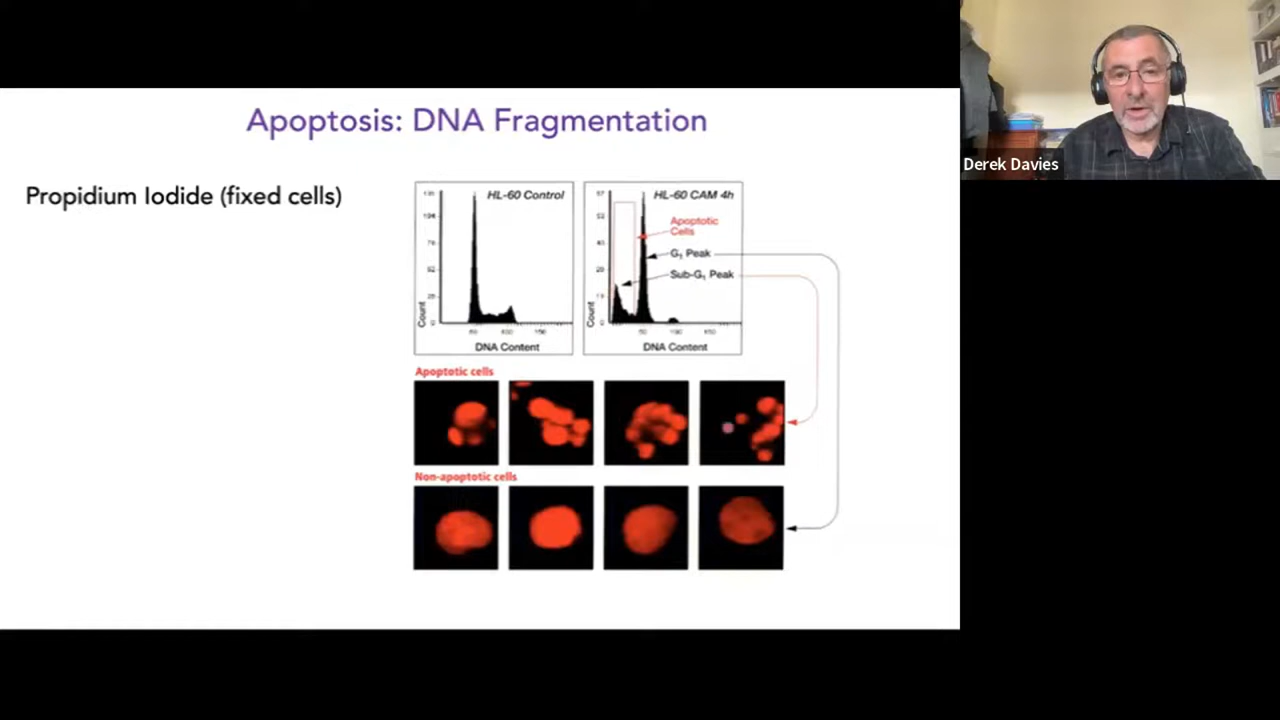 Apoptosis: DNA Fragmentation
Derek Davies
Propidium Iodide (fixed cells)
HL-60 Control
Count
DNA Content
HL-60 CAM 4h
Apoptotic
Cells
G₁ Peak
Sub-G₁ Peak
Count
DNA Content
Apoptotic cells
Non-apoptotic cells